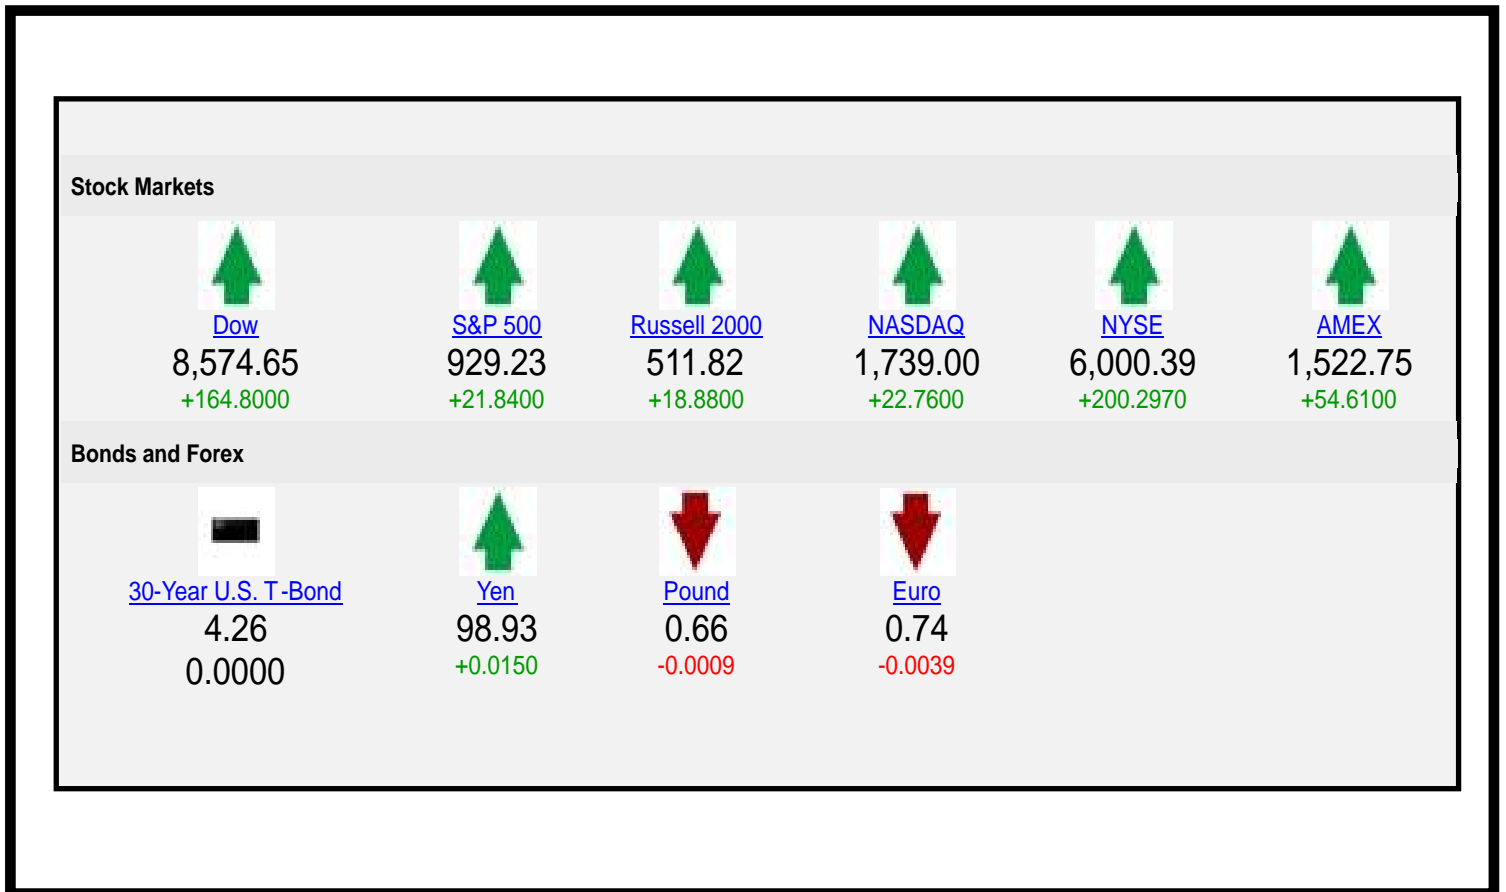 Stock Markets
Dow S&P 500 Russell 2000 NASDAQ NYSE AMEX
8,574.65 929.23 511.82 1,739.00 6,000.39 1,522.75
+164.8000 +21.8400 +18.8800 +22.7600 +200.2970 +54.6100
Bonds and Forex
30-Year U.S. T-Bond Yen Pound Euro
4.26 98.93 0.66 0.74
0.0000 +0.0150 -0.0009 -0.0039